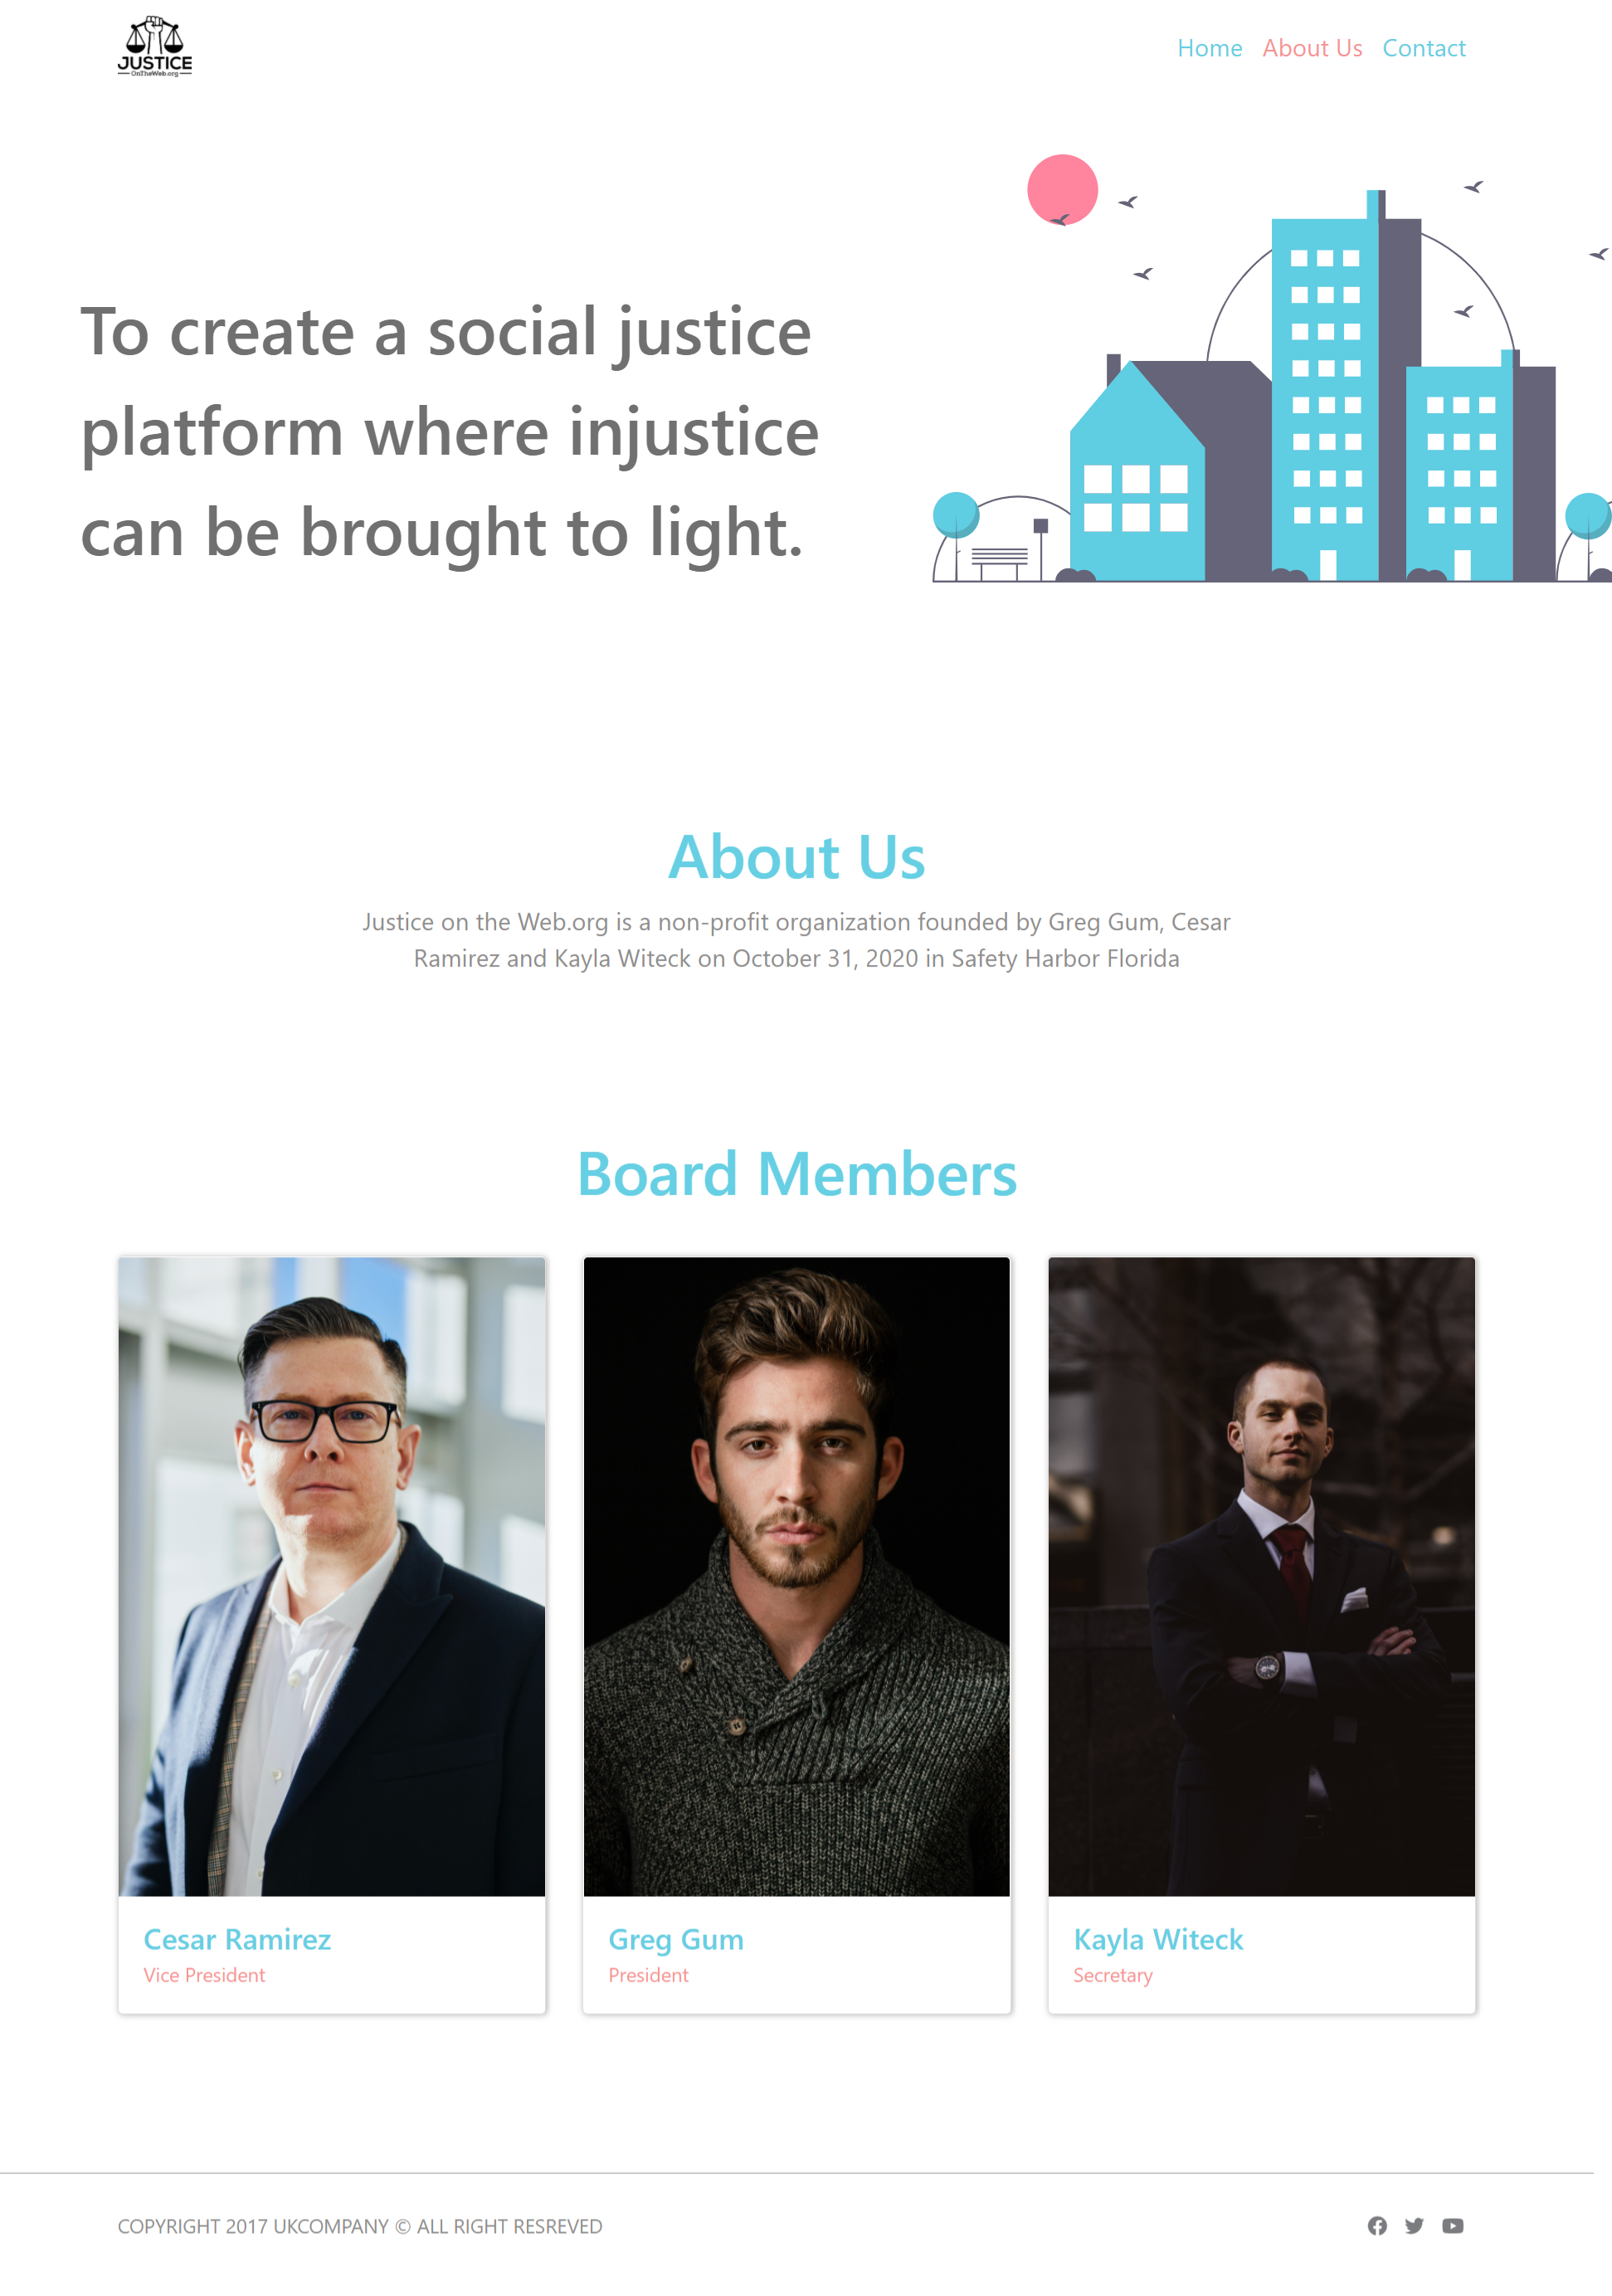 JUSTICE
OnTheWeb.org
Home About Us Contact
To create a social justice
platform where injustice
can be brought to light.
About Us
Justice on the Web.org is a non-profit organization founded by Greg Gum, Cesar
Ramirez and Kayla Witeck on October 31, 2020 in Safety Harbor Florida
Board Members
Cesar Ramirez
Vice President
Greg Gum
President
Kayla Witeck
Secretary
COPYRIGHT 2017 UKCOMPANY © ALL RIGHT RESREVED